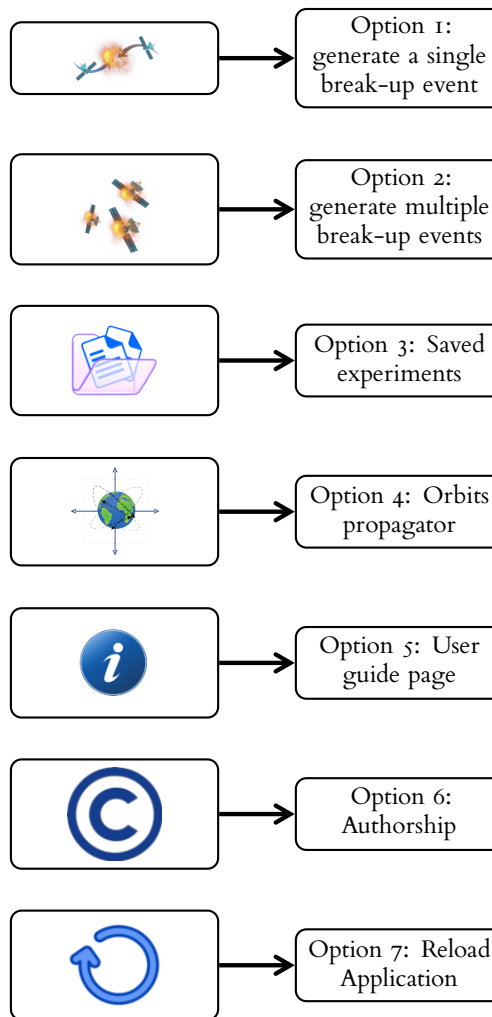 Option 1:
generate a single
break-up event
Option 2:
generate multiple
break-up events
Option 3: Saved
experiments
Option 4: Orbits
propagator
i
Option 5: User
guide page
©
Option 6:
Authorship
Option 7: Reload
Application